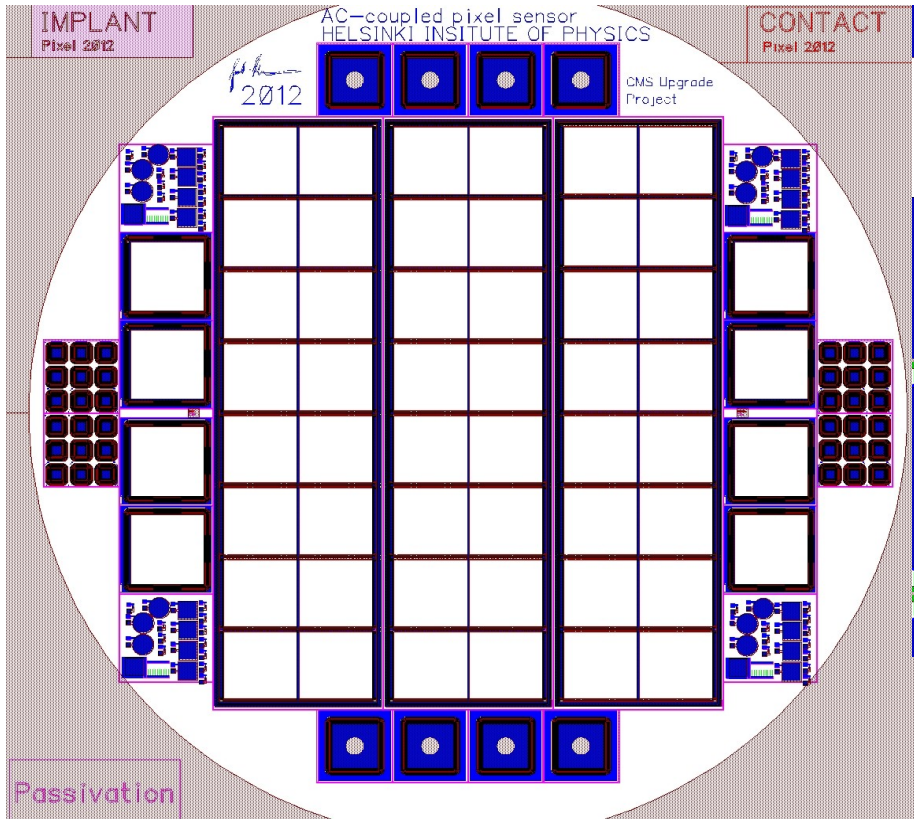 IMPLANT
Pixel 2012
AC-coupled pixel sensor
HELSINKI INSITUTE OF PHYSICS
CONTACT
Pixel 2012
2012
CMS Upgrade
Project
Passivation